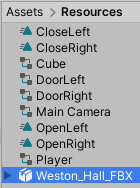 Assets > Resources
CloseLeft
CloseRight
Cube
DoorLeft
DoorRight
Main Camera
OpenLeft
OpenRight
Player
Weston_Hall_FBX